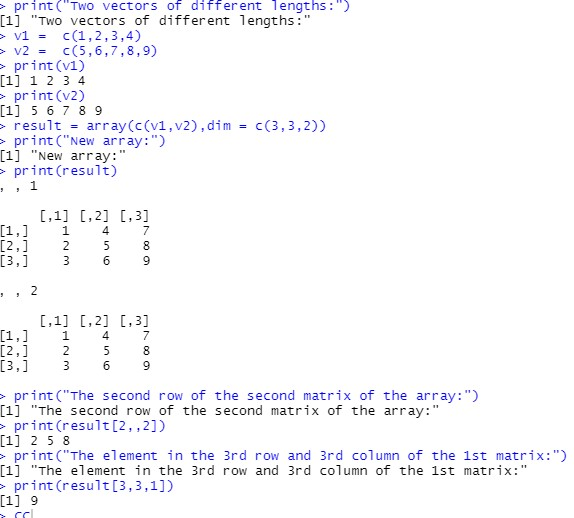 > print("Two vectors of different lengths:")
[1] "Two vectors of different lengths:"
> v1 =  c(1,2,3,4)
> v2 =  c(5,6,7,8,9)
> print(v1)
[1] 1 2 3 4
> print(v2)
[1] 5 6 7 8 9
> result = array(c(v1,v2),dim = c(3,3,2))
> print("New array:")
[1] "New array:"
> print(result)
, , 1
     [,1] [,2] [,3]
[1,]    1    4    7
[2,]    2    5    8
[3,]    3    6    9
, , 2
     [,1] [,2] [,3]
[1,]    1    4    7
[2,]    2    5    8
[3,]    3    6    9
> print("The second row of the second matrix of the array:")
[1] "The second row of the second matrix of the array:"
> print(result[2,,2])
[1] 2 5 8
> print("The element in the 3rd row and 3rd column of the 1st matrix:")
[1] "The element in the 3rd row and 3rd column of the 1st matrix:"
> print(result[3,3,1])
[1] 9
> cc